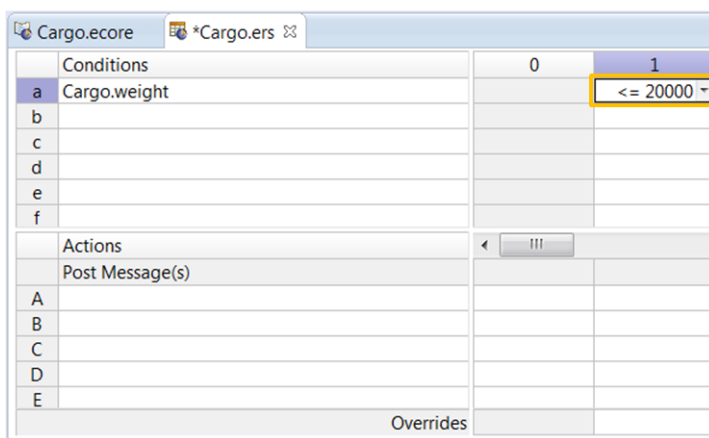 Cargo.ecore *Cargo.ers
Conditions 0 1
a Cargo.weight <= 20000
b
c
d
e
f
Actions
Post Message(s)
A
B
C
D
E
Overrides